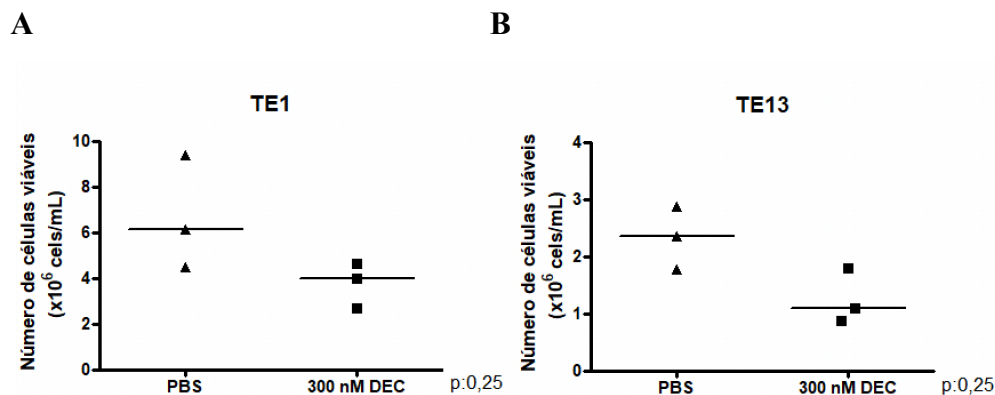 A
TE1
Número de células viáveis
(x10⁶ cels/mL)
10
8
6
4
2
0
PBS
300 nM DEC
p:0,25
B
TE13
Número de células viáveis
(x10⁶ cels/mL)
4
3
2
1
0
PBS
300 nM DEC
p:0,25